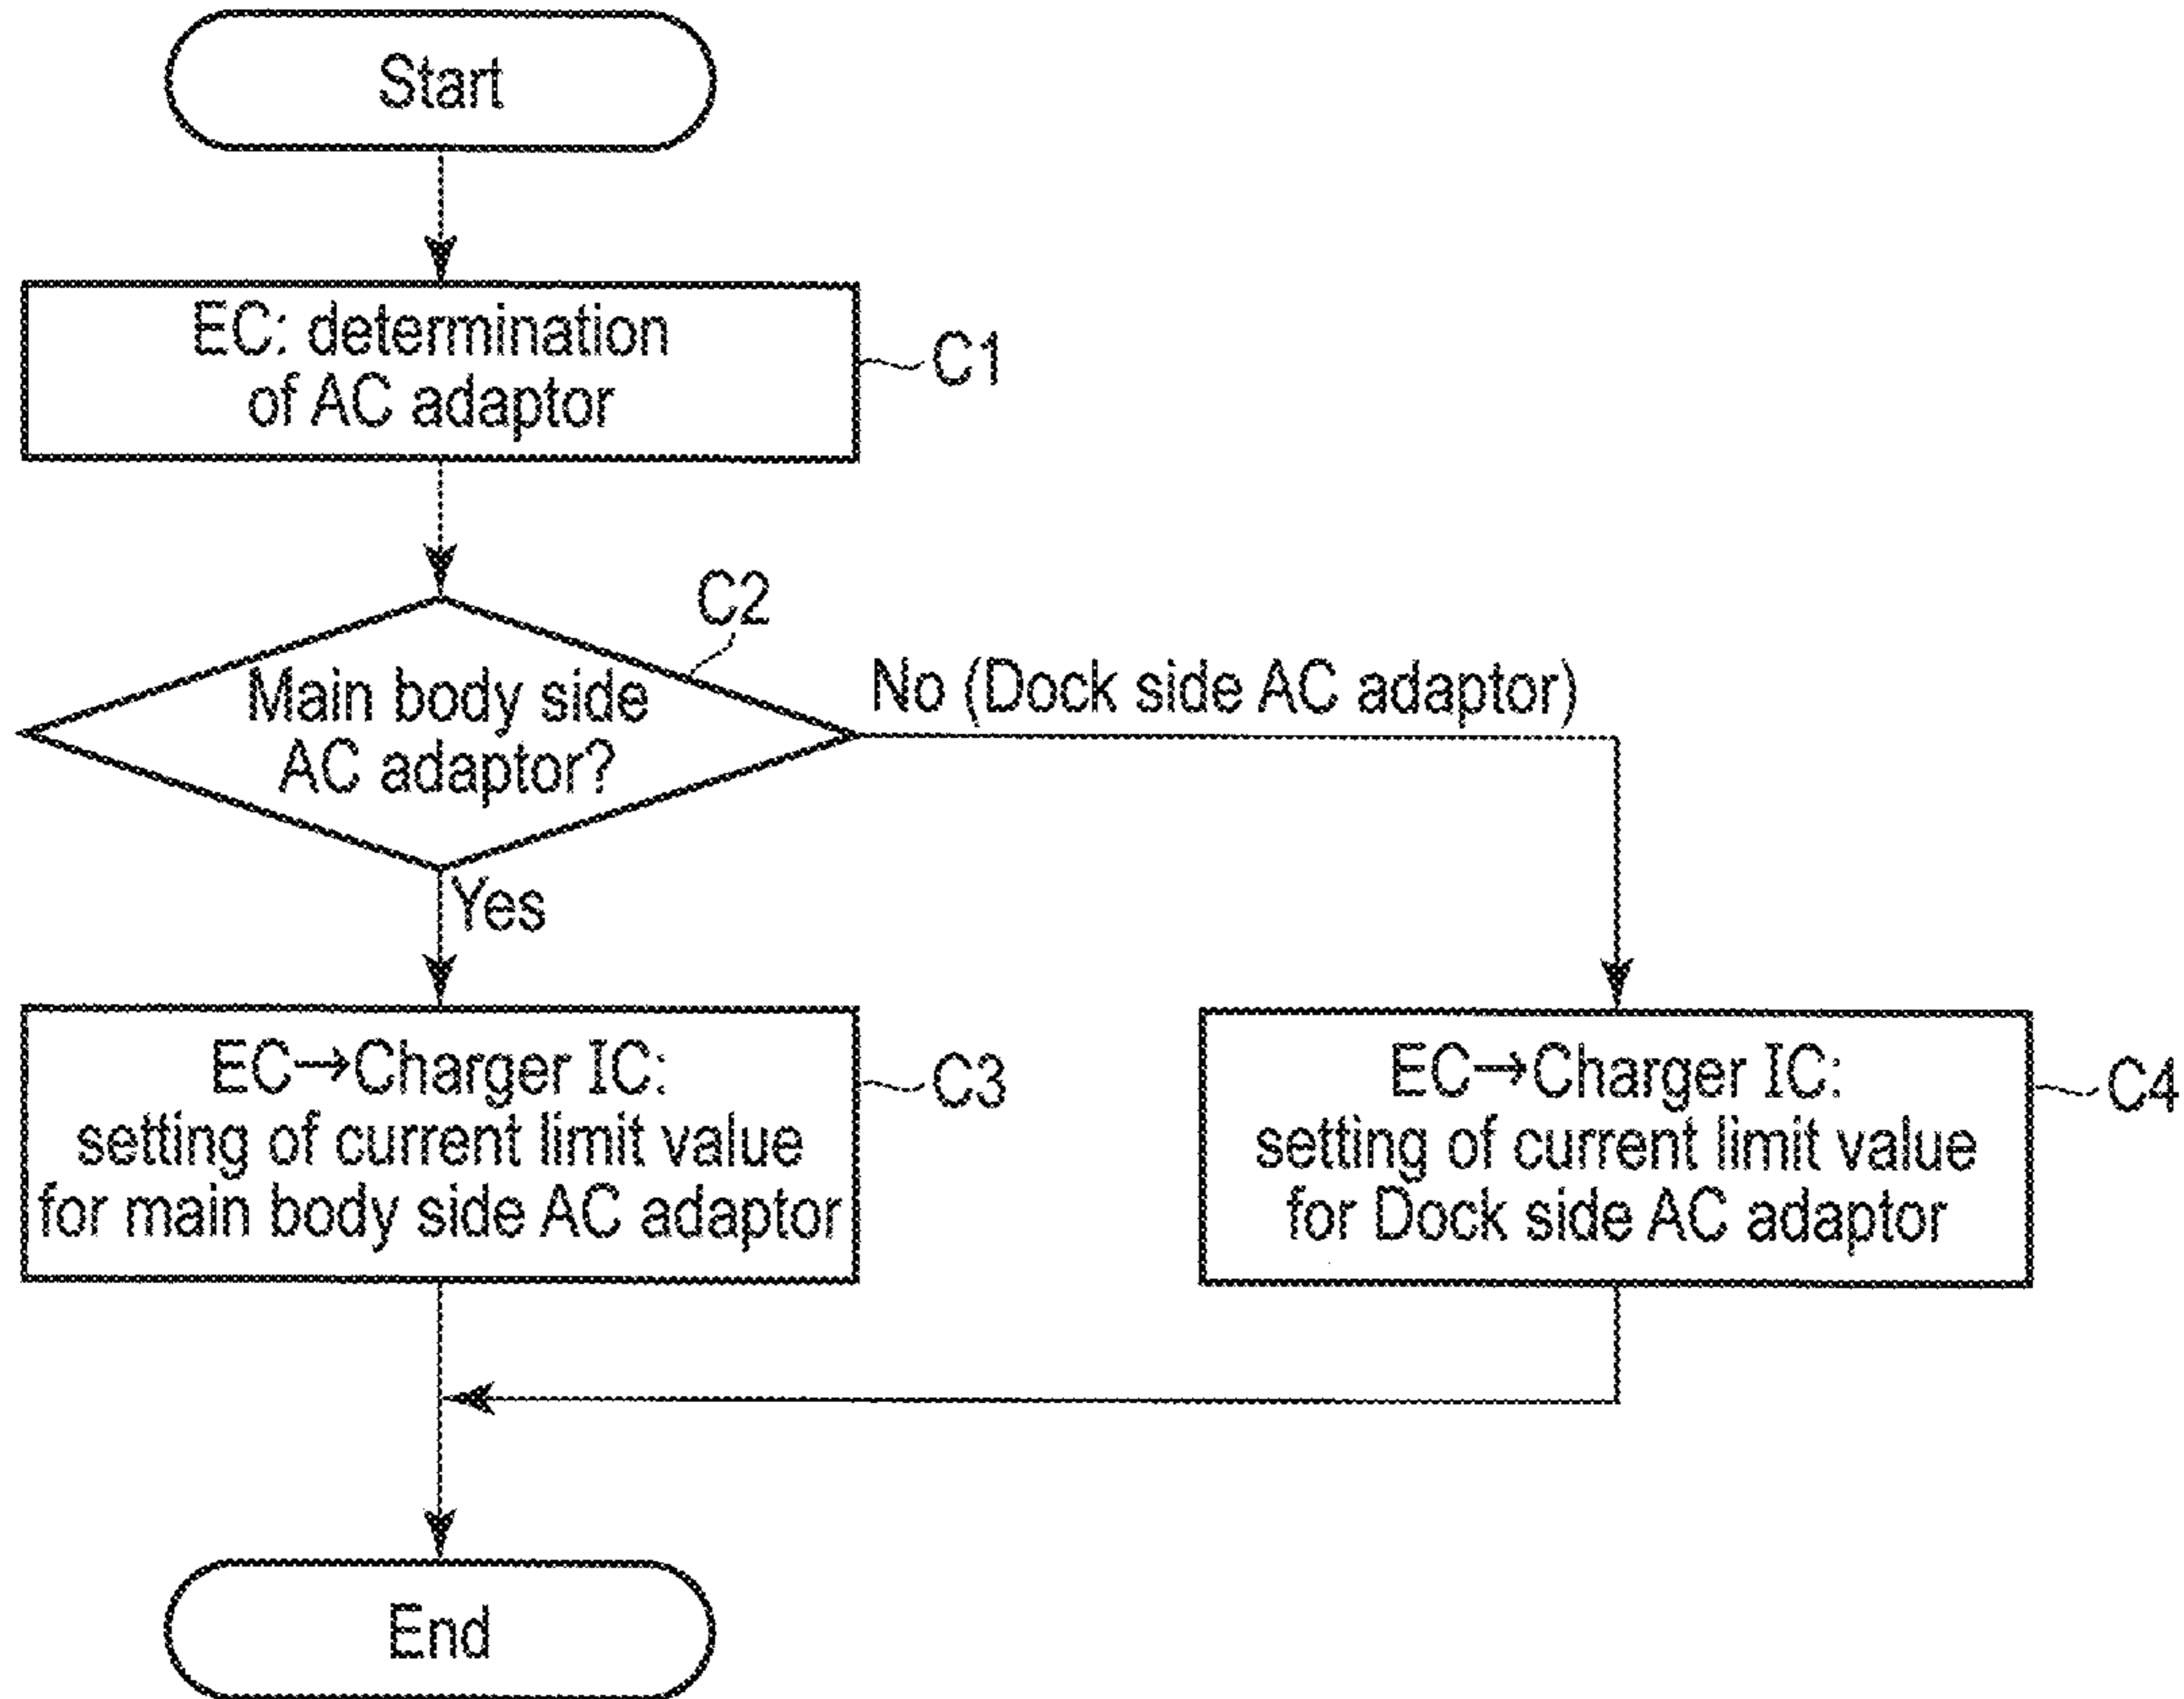 Start
EC: determination
of AC adaptor
C1
C2
Main body side
AC adaptor?
No (Dock side AC adaptor)
Yes
EC→Charger IC:
setting of current limit value
for main body side AC adaptor
C3
EC→Charger IC:
setting of current limit value
for Dock side AC adaptor
C4
End